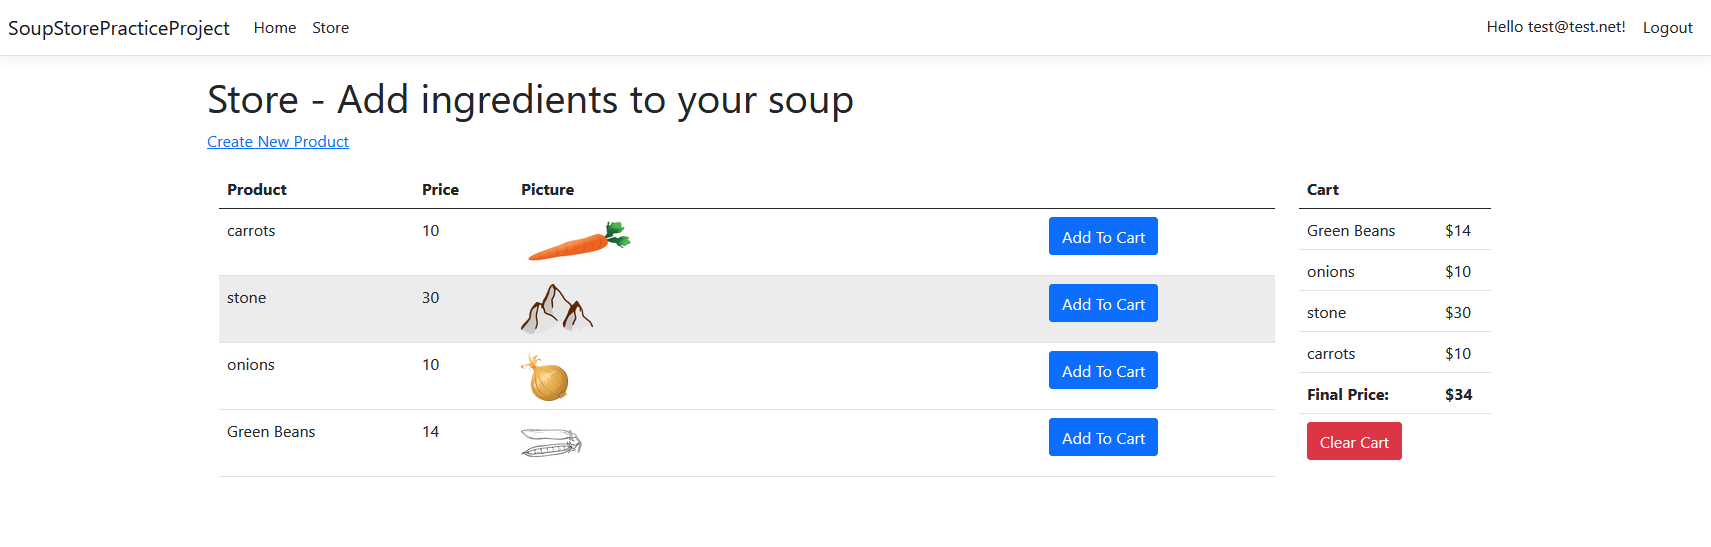 SoupStorePracticeProject Home Store Hello test@test.net! Logout
Store - Add ingredients to your soup
Create New Product
Product Price Picture
carrots 10 Add To Cart
stone 30 Add To Cart
onions 10 Add To Cart
Green Beans 14 Add To Cart
Cart
Green Beans $14
onions $10
stone $30
carrots $10
Final Price: $34
Clear Cart